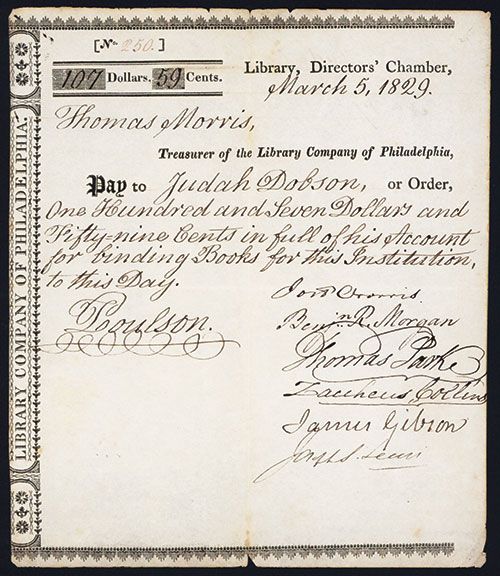 [No. 250.]
107 Dollars. 59 Cents.
Library, Directors' Chamber,
March 5, 1829.
Thomas Morris,
Treasurer of the Library Company of Philadelphia,
Pay to Judah Dobson, or Order,
One Hundred and Seven Dollars and
Fifty-nine Cents in full of his Account
for binding Books for this Institution,
to this Day.
Poulson.
Morris.
Benjn. R. Morgan
Thomas Parke
Zaccheus Collins
James Gibson
Jos. S. Lewis
LIBRARY COMPANY OF PHILADELPHIA.